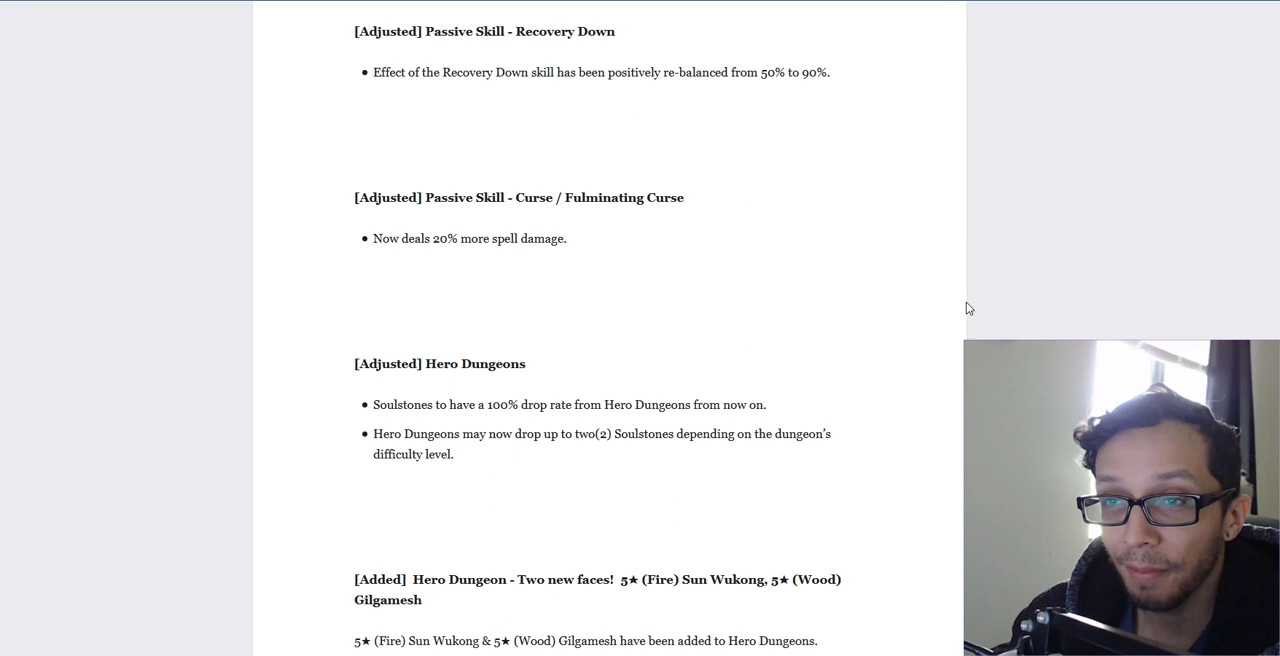 [Adjusted] Passive Skill - Recovery Down
● Effect of the Recovery Down skill has been positively re-balanced from 50% to 90%.
[Adjusted] Passive Skill - Curse / Fulminating Curse
● Now deals 20% more spell damage.
[Adjusted] Hero Dungeons
● Soulstones to have a 100% drop rate from Hero Dungeons from now on.
● Hero Dungeons may now drop up to two(2) Soulstones depending on the dungeon's
difficulty level.
[Added]  Hero Dungeon - Two new faces!  5★ (Fire) Sun Wukong, 5★ (Wood)
Gilgamesh
5★ (Fire) Sun Wukong & 5★ (Wood) Gilgamesh have been added to Hero Dungeons.